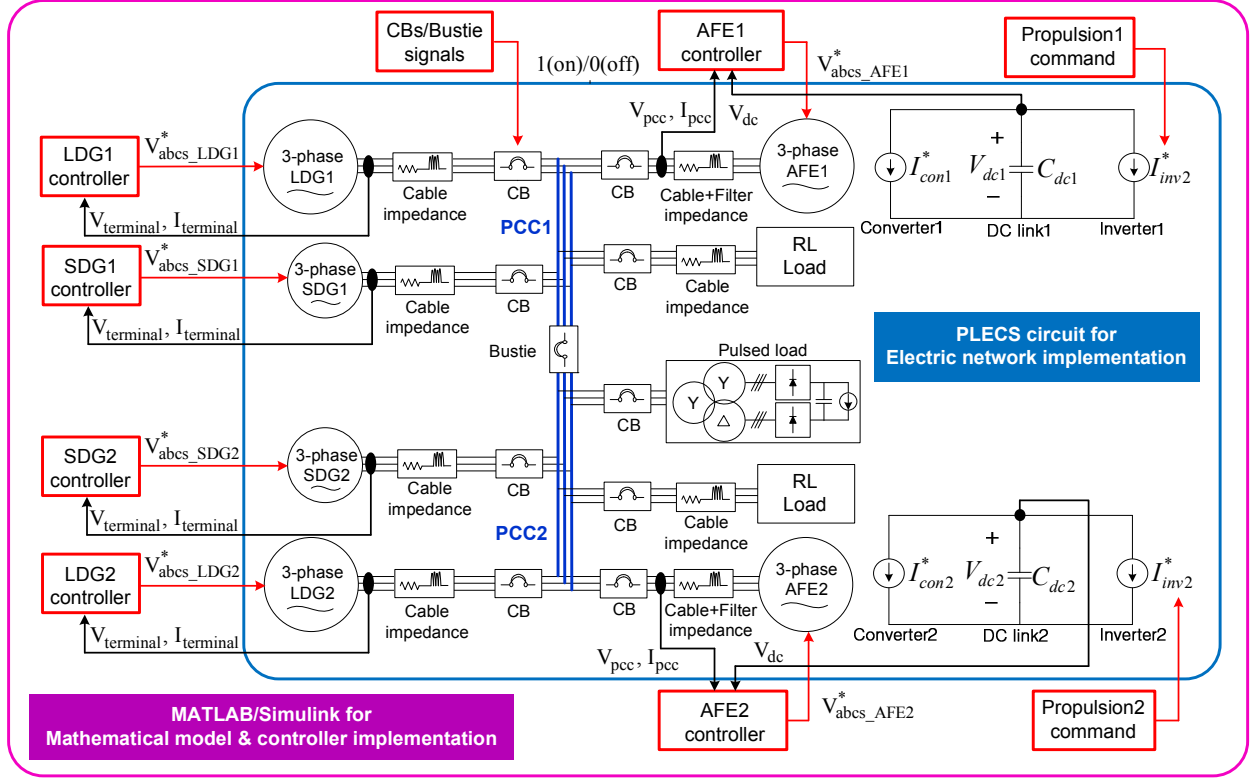 CBs/Bustie
signals
1(on)/0(off)
AFE1
controller
V*abcs_AFE1
Propulsion1
command
Vpcc, Ipcc
Vdc
LDG1
controller
V*abcs_LDG1
3-phase
LDG1
Cable
impedance
CB
CB
Cable+Filter
impedance
3-phase
AFE1
I*con1
Vdc1
+
−
Cdc1
I*inv2
Converter1
DC link1
Inverter1
Vterminal, Iterminal
PCC1
SDG1
controller
V*abcs_SDG1
3-phase
SDG1
Cable
impedance
CB
CB
Cable
impedance
RL
Load
Vterminal, Iterminal
Bustie
PLECS circuit for
Electric network implementation
Pulsed load
Y
Y
Δ
CB
SDG2
controller
V*abcs_SDG2
3-phase
SDG2
Cable
impedance
CB
CB
Cable
impedance
RL
Load
Vterminal, Iterminal
PCC2
LDG2
controller
V*abcs_LDG2
3-phase
LDG2
Cable
impedance
CB
CB
Cable+Filter
impedance
3-phase
AFE2
I*con2
Vdc2
+
−
Cdc2
I*inv2
Converter2
DC link2
Inverter2
Vterminal, Iterminal
Vpcc, Ipcc
Vdc
AFE2
controller
V*abcs_AFE2
Propulsion2
command
MATLAB/Simulink for
Mathematical model & controller implementation